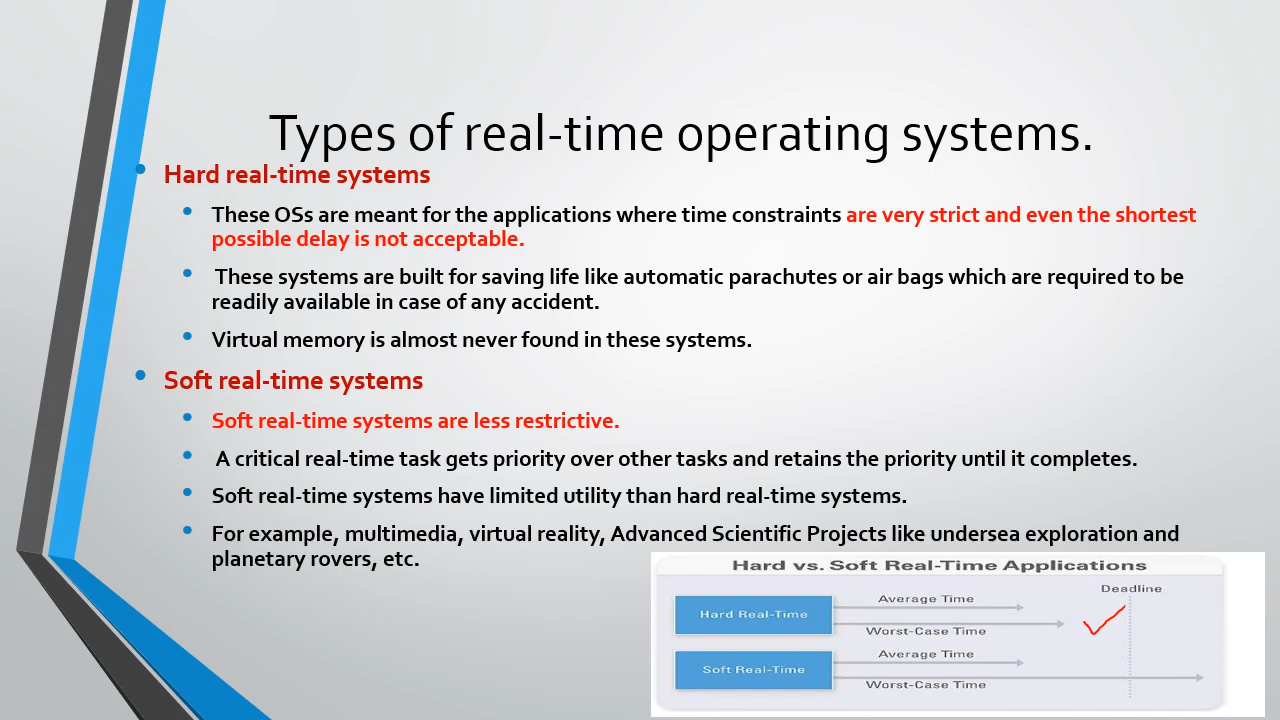 Types of real-time operating systems.
Hard real-time systems
These OSs are meant for the applications where time constraints are very strict and even the shortest
possible delay is not acceptable.
These systems are built for saving life like automatic parachutes or air bags which are required to be
readily available in case of any accident.
Virtual memory is almost never found in these systems.
Soft real-time systems
Soft real-time systems are less restrictive.
A critical real-time task gets priority over other tasks and retains the priority until it completes.
Soft real-time systems have limited utility than hard real-time systems.
For example, multimedia, virtual reality, Advanced Scientific Projects like undersea exploration and
planetary rovers, etc.
Hard vs. Soft Real-Time Applications
Deadline
Average Time
Hard Real-Time
Worst-Case Time
Average Time
Soft Real-Time
Worst-Case Time